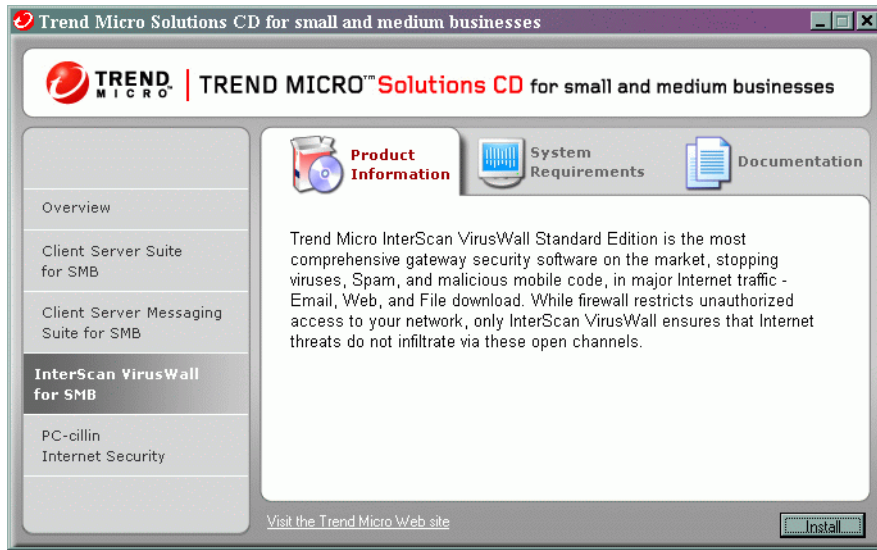 Trend Micro Solutions CD for small and medium businesses
TREND MICRO™ | TREND MICRO™ Solutions CD for small and medium businesses
Overview
Client Server Suite
for SMB
Client Server Messaging
Suite for SMB
InterScan VirusWall
for SMB
PC-cillin
Internet Security
Product
Information
System
Requirements
Documentation
Trend Micro InterScan VirusWall Standard Edition is the most
comprehensive gateway security software on the market, stopping
viruses, Spam, and malicious mobile code, in major Internet traffic -
Email, Web, and File download. While firewall restricts unauthorized
access to your network, only InterScan VirusWall ensures that Internet
threats do not infiltrate via these open channels.
Visit the Trend Micro Web site
Install